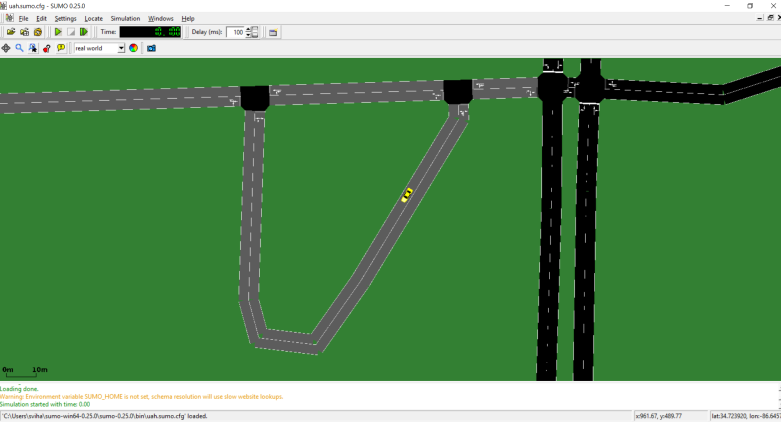 uah.sumo.cfg - SUMO 0.25.0
File Edit Settings Locate Simulation Windows Help
Time: Delay (ms): 100
real world
0m 10m
Loading done.
Warning: Environment variable SUMO_HOME is not set, schema resolution will use slow website lookups.
Simulation started with time: 0.00
'C:\Users\sviha\sumo-win64-0.25.0\sumo-0.25.0\bin\uah.sumo.cfg' loaded. x:961.67, y:489.77 lat:34.723920, lon:-86.6457